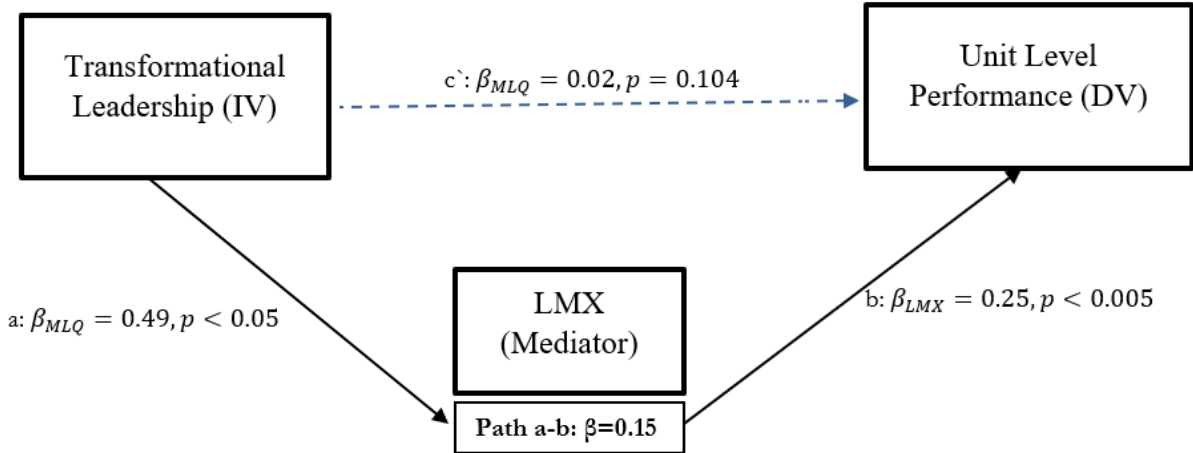 Transformational
Leadership (IV)
c`: β_MLQ = 0.02, p = 0.104
Unit Level
Performance (DV)
a: β_MLQ = 0.49, p < 0.05
LMX
(Mediator)
b: β_LMX = 0.25, p < 0.005
Path a-b: β=0.15